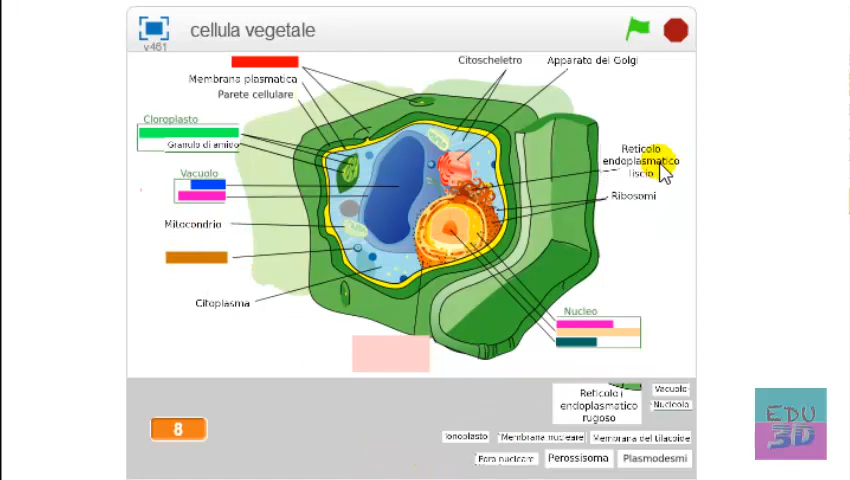 cellula vegetale
v461
Citoscheletro
Apparato del Golgi
Membrana plasmatica
Parete cellulare
Cloroplasto
Granulo di amido
Reticolo
endoplasmatico
liscio
Vacuolo
Ribosomi
Mitocondrio
Citoplasma
Nucleo
Reticolo
endoplasmatico
rugoso
Vacuolo
Nucleolo
8
Tonoplasto
Membrana nucleare
Membrana del tilacoide
Poro nucleare
Perossisoma
Plasmodesmi
EDU
3D